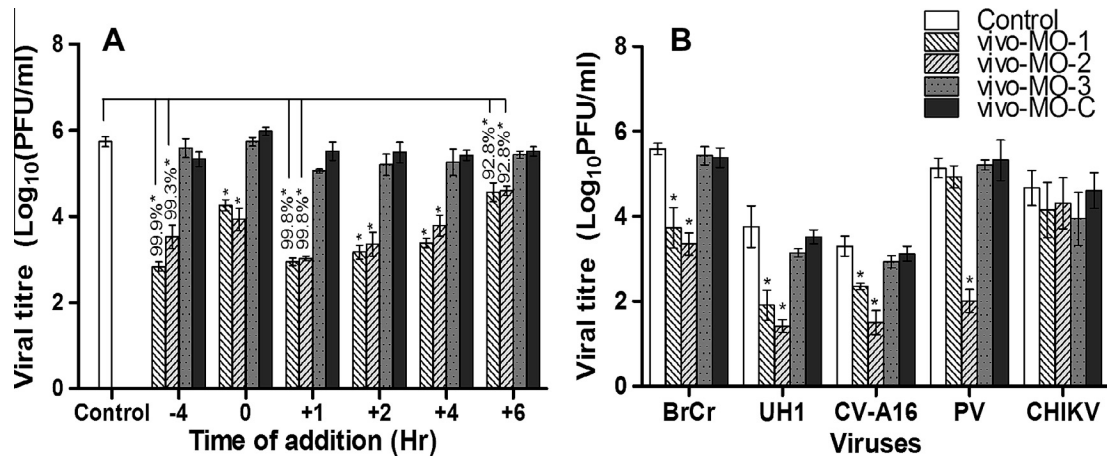 A
Viral titre (Log10(PFU/ml)
8
6
4
2
0
99.9%*
99.3%*
*
*
99.8%*
99.8%*
*
*
*
*
92.8%*
92.8%*
Control
-4
0
+1
+2
+4
+6
Time of addition (Hr)
B
Viral titre (Log10(PFU/ml)
8
6
4
2
0
*
*
*
*
*
*
*
BrCr
UH1
CV-A16
PV
CHIKV
Viruses
Control
vivo-MO-1
vivo-MO-2
vivo-MO-3
vivo-MO-C